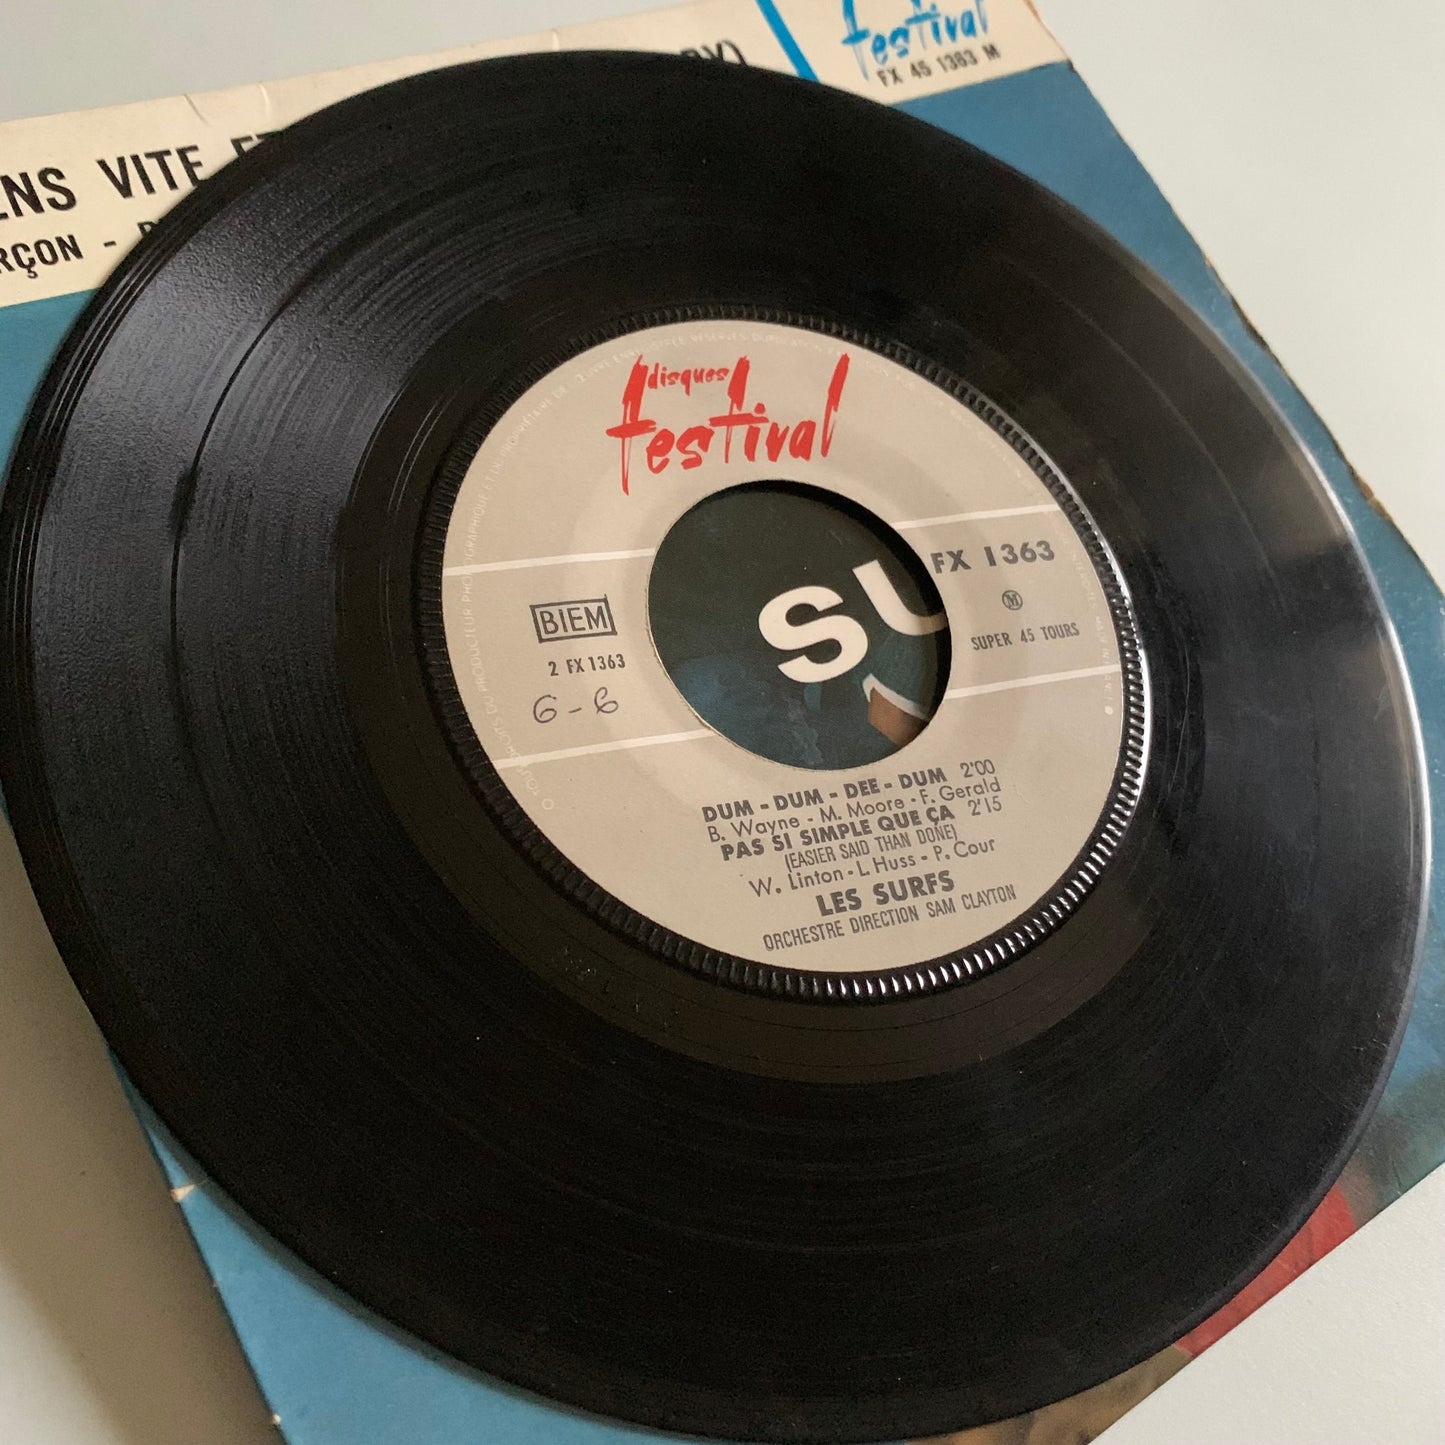 festival
FX 45 1363 M
VITE
RÇON -
disques
festival
FX 1363
M
SUPER 45 TOURS
BIEM
2 FX 1363
6-6
SU
DUM - DUM - DEE - DUM 2'00
B. Wayne - M. Moore - F. Gerald
PAS SI SIMPLE QUE ÇA 2'15
(EASIER SAID THAN DONE)
W. Linton - L Huss - P. Cour
LES SURFS
ORCHESTRE DIRECTION SAM CLAYTON